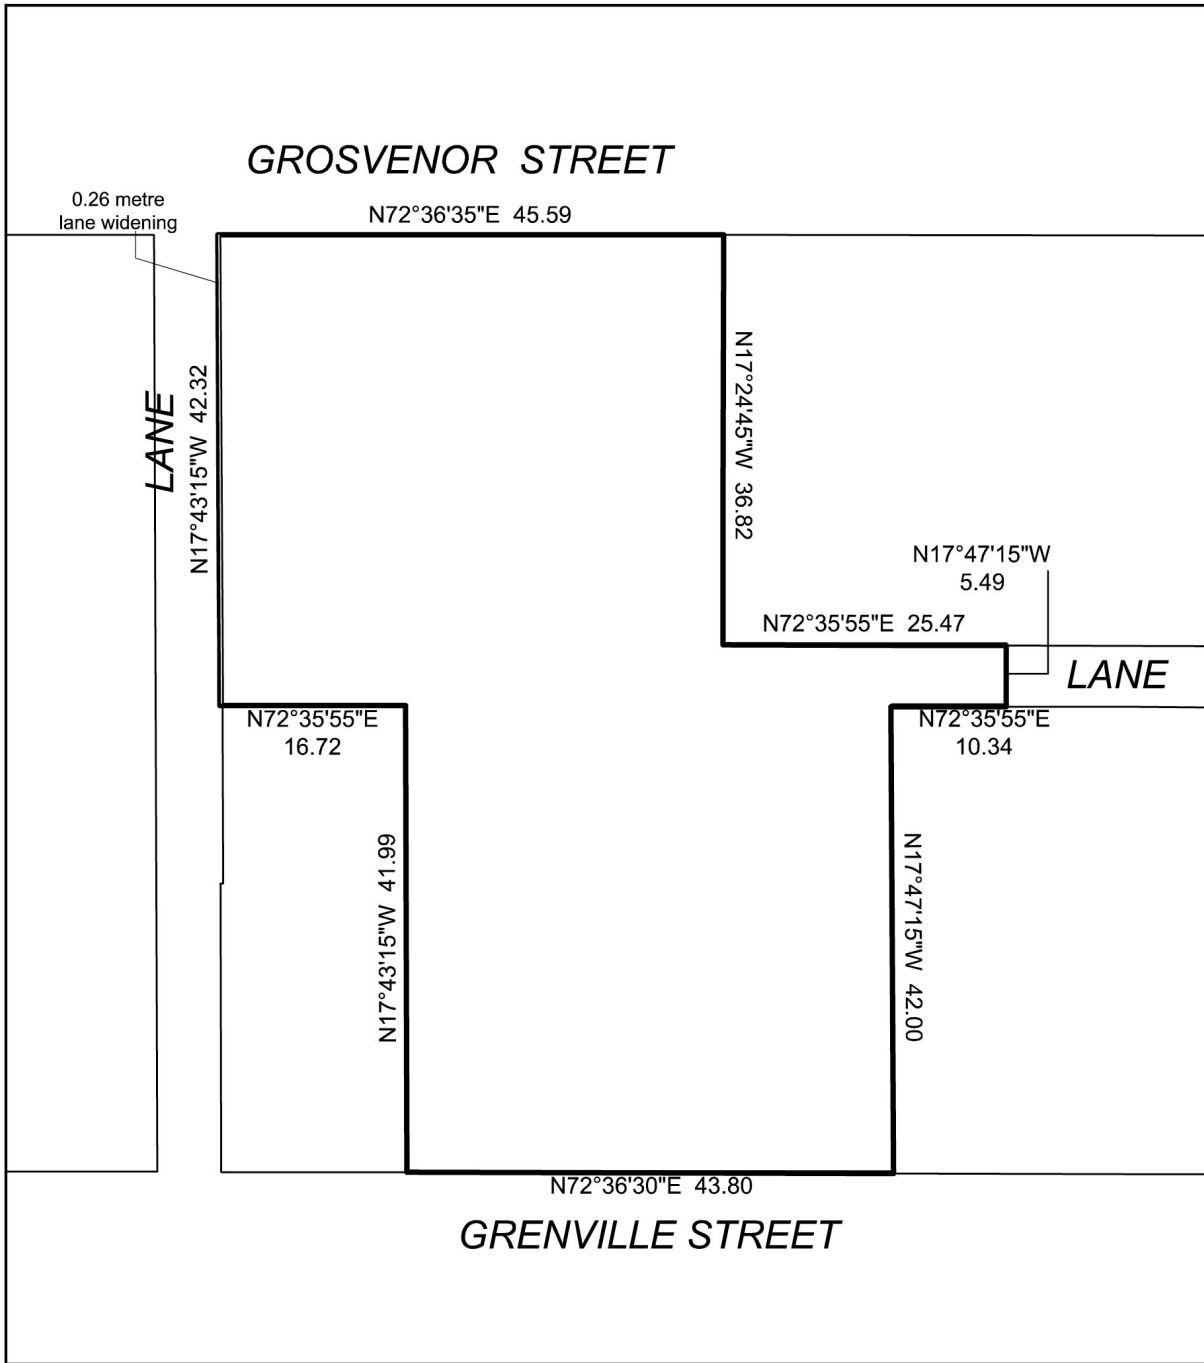 GROSVENOR STREET
0.26 metre
lane widening
N72°36'35"E 45.59
LANE
N17°43'15"W 42.32
N17°24'45"W 36.82
N17°47'15"W
5.49
N72°35'55"E 25.47
LANE
N72°35'55"E
16.72
N72°35'55"E
10.34
N17°43'15"W 41.99
N17°47'15"W 42.00
N72°36'30"E 43.80
GRENVILLE STREET